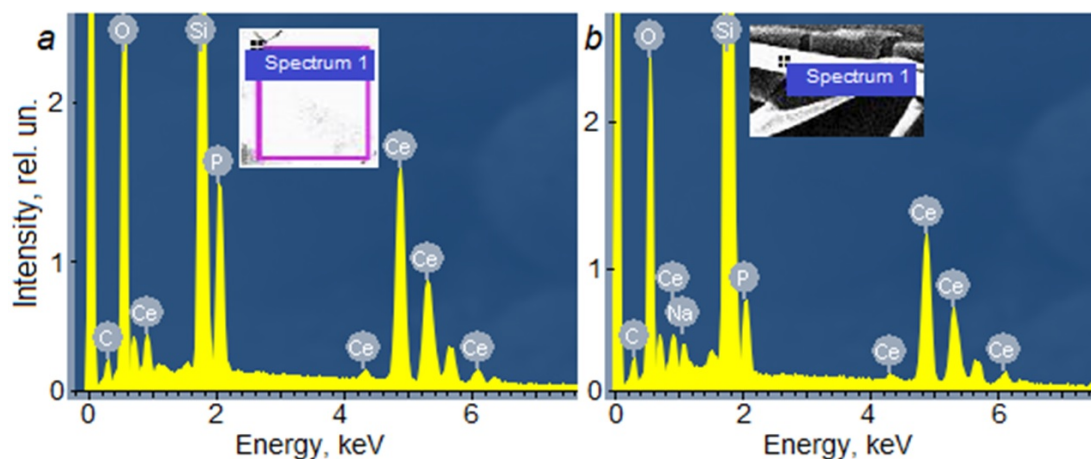 a
O
Si
Spectrum 1
P
Ce
Ce
Ce
C
Ce
Ce
2
1
0
Intensity, rel. un.
0 2 4 6
Energy, keV
b
O
Si
Spectrum 1
Ce
Ce
P
Ce
Na
C
Ce
Ce
2
1
0
0 2 4 6
Energy, keV